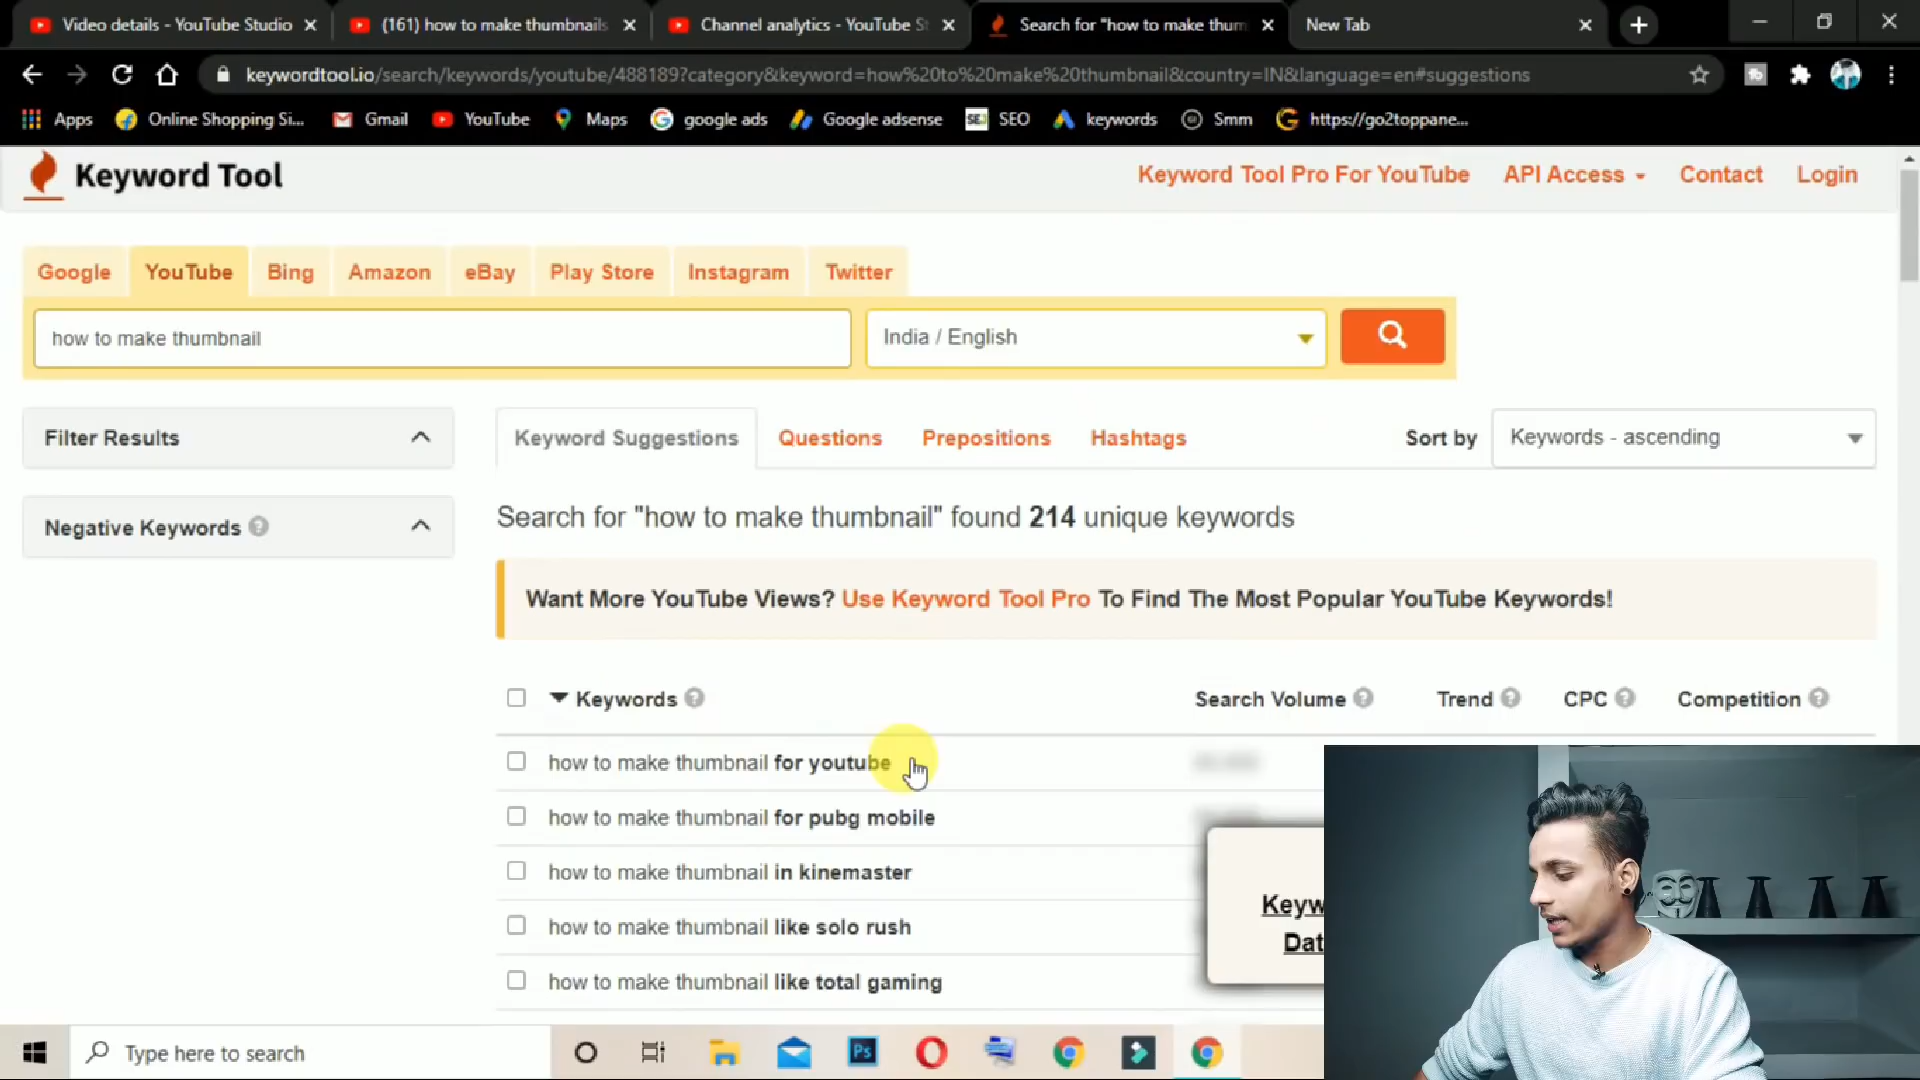 Video details - YouTube Studio
(161) how to make thumbnails
Channel analytics - YouTube S
Search for "how to make thum
New Tab
keywordtool.io/search/keywords/youtube/488189?category&keyword=how%20to%20make%20thumbnail&country=IN&language=en#suggestions
Apps
Online Shopping Si...
Gmail
YouTube
Maps
google ads
Google adsense
SEO
keywords
Smm
https://go2toppane...
Keyword Tool
Keyword Tool Pro For YouTube
API Access
Contact
Login
Google
YouTube
Bing
Amazon
eBay
Play Store
Instagram
Twitter
how to make thumbnail
India / English
Filter Results
Keyword Suggestions
Questions
Prepositions
Hashtags
Sort by
Keywords - ascending
Negative Keywords
Search for "how to make thumbnail" found 214 unique keywords
Want More YouTube Views? Use Keyword Tool Pro To Find The Most Popular YouTube Keywords!
Keywords
Search Volume
Trend
CPC
Competition
how to make thumbnail for youtube
how to make thumbnail for pubg mobile
how to make thumbnail in kinemaster
Keyw
how to make thumbnail like solo rush
Dat
how to make thumbnail like total gaming
Type here to search
Ps